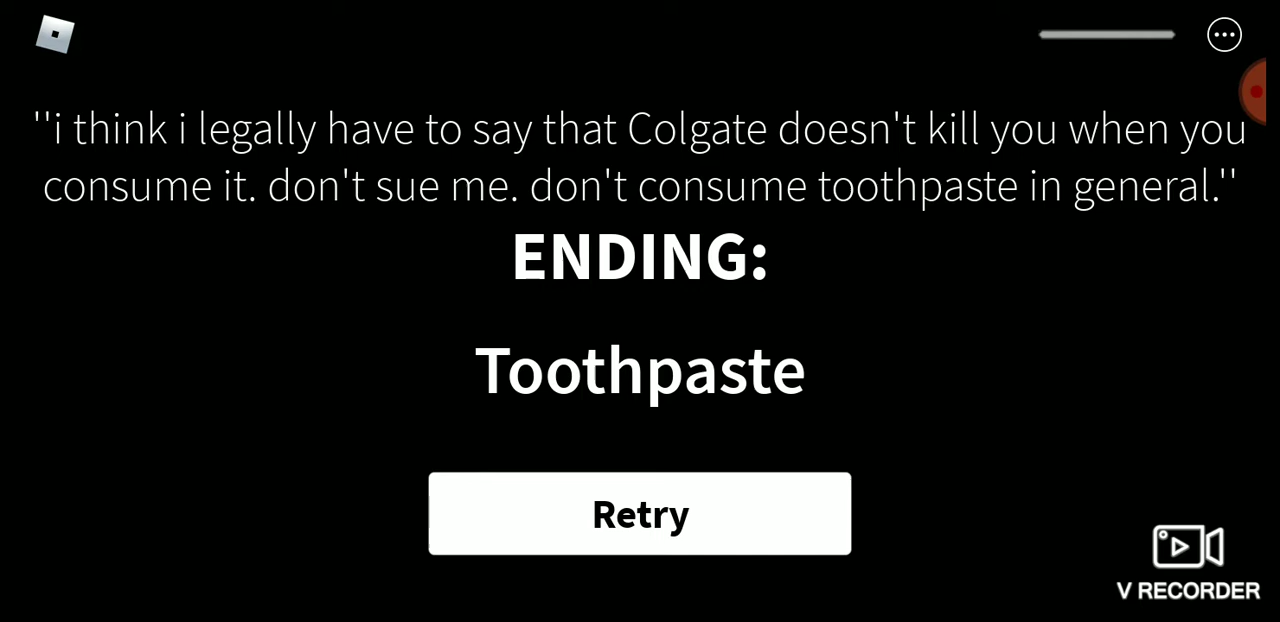 ''i think i legally have to say that Colgate doesn't kill you when you
consume it. don't sue me. don't consume toothpaste in general.''
ENDING:
Toothpaste
Retry
V RECORDER